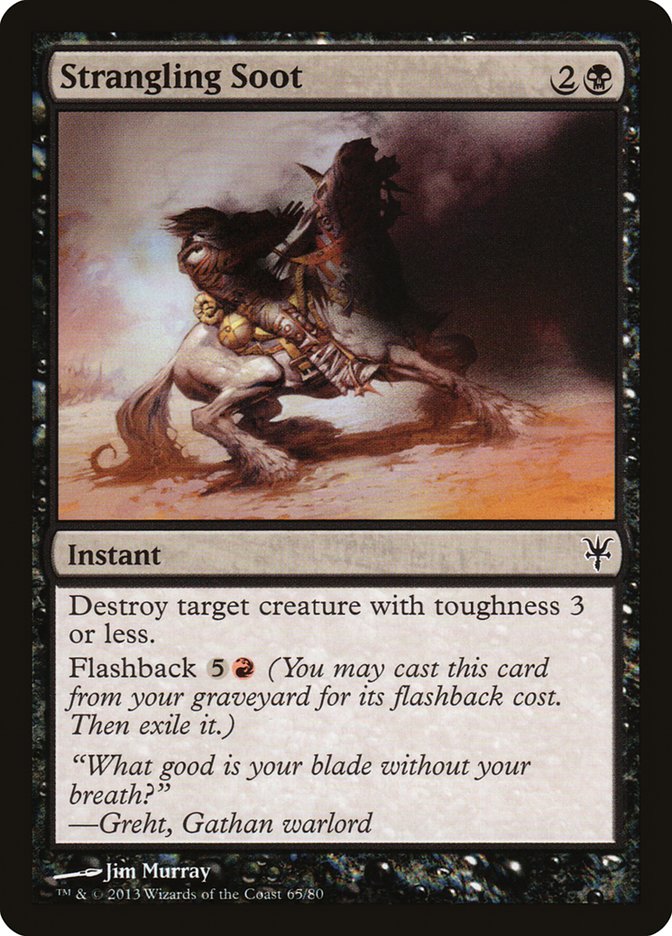 Strangling Soot
2
Instant
Destroy target creature with toughness 3
or less.
Flashback 5 (You may cast this card
from your graveyard for its flashback cost.
Then exile it.)
“What good is your blade without your
breath?”
—Greht, Gathan warlord
Jim Murray
™ & © 2013 Wizards of the Coast 65/80